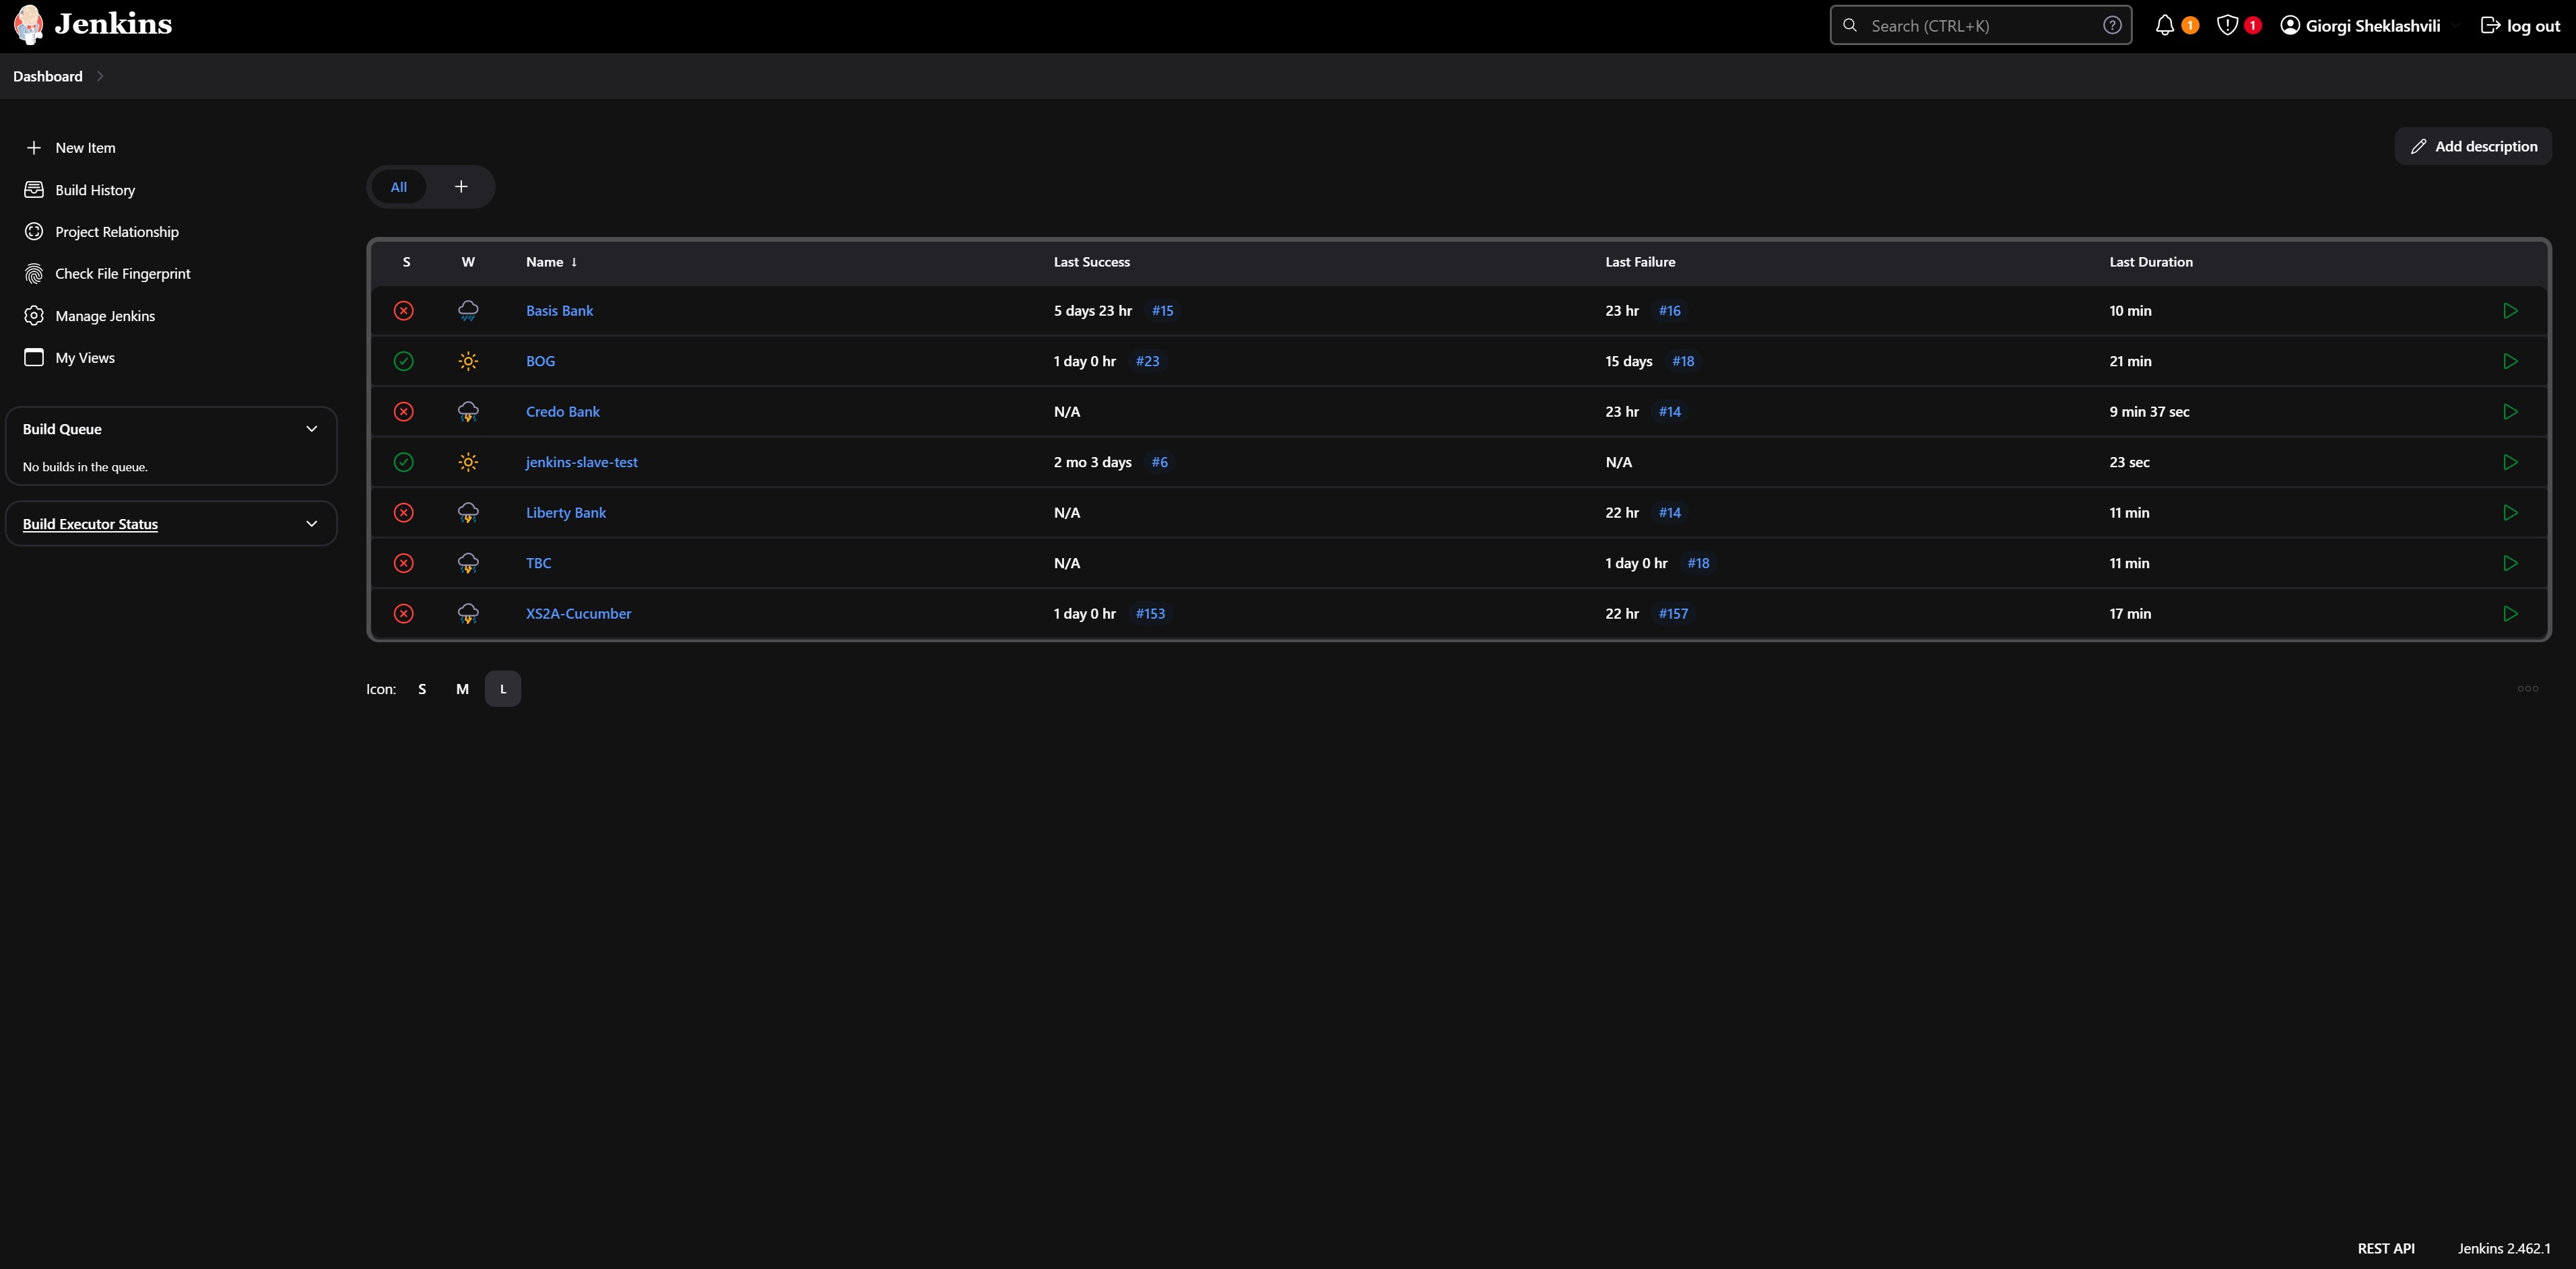 Jenkins
Search (CTRL+K)
1
1
Giorgi Sheklashvili
log out
Dashboard
New Item
Build History
Project Relationship
Check File Fingerprint
Manage Jenkins
My Views
Build Queue
No builds in the queue.
Build Executor Status
Add description
All
S W Name ↓ Last Success Last Failure Last Duration
Basis Bank 5 days 23 hr #15 23 hr #16 10 min
BOG 1 day 0 hr #23 15 days #18 21 min
Credo Bank N/A 23 hr #14 9 min 37 sec
jenkins-slave-test 2 mo 3 days #6 N/A 23 sec
Liberty Bank N/A 22 hr #14 11 min
TBC N/A 1 day 0 hr #18 11 min
XS2A-Cucumber 1 day 0 hr #153 22 hr #157 17 min
Icon: S M L
REST API Jenkins 2.462.1